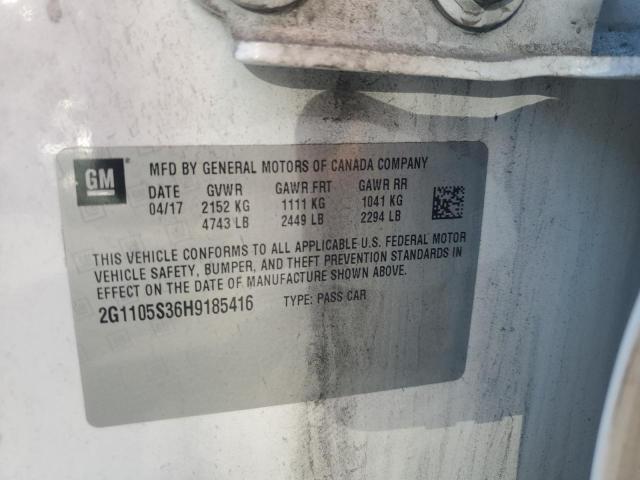 GM
MFD BY GENERAL MOTORS OF CANADA COMPANY
DATE GVWR GAWR FRT GAWR RR
04/17 2152 KG 1111 KG 1041 KG
4743 LB 2449 LB 2294 LB
THIS VEHICLE CONFORMS TO ALL APPLICABLE U.S. FEDERAL MOTOR
VEHICLE SAFETY, BUMPER, AND THEFT PREVENTION STANDARDS IN
EFFECT ON THE DATE OF MANUFACTURE SHOWN ABOVE.
2G1105S36H9185416 TYPE: PASS CAR